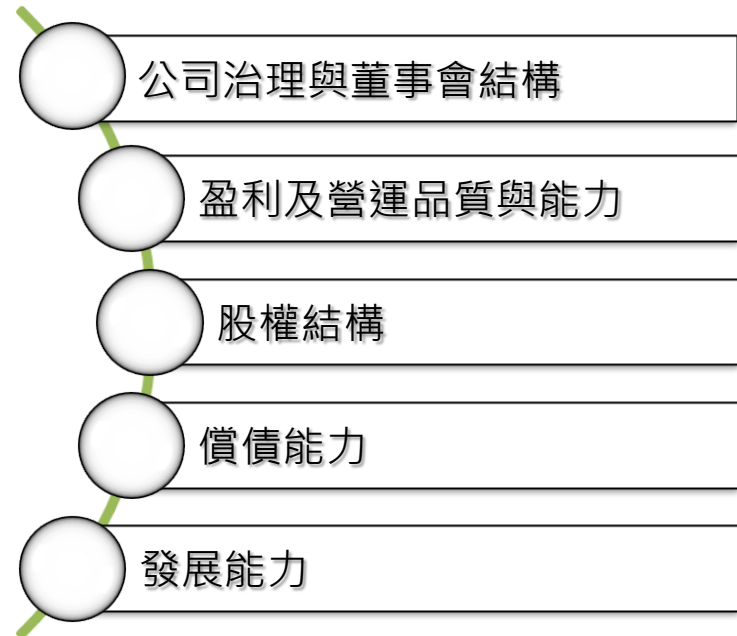 公司治理與董事會結構
盈利及營運品質與能力
股權結構
償債能力
發展能力